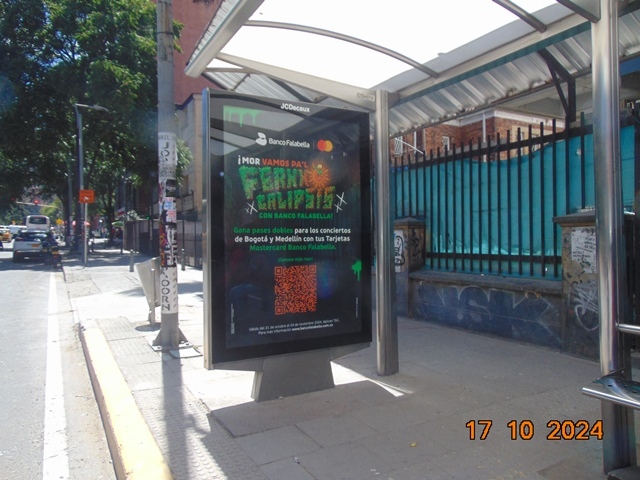 JCDecaux
Banco Falabella
¡MOR VAMOS PA'L
FERXXO
CALIPSIS
CON BANCO FALABELLA!
Gana pases dobles para los conciertos
de Bogotá y Medellín con tus Tarjetas
Mastercard Banco Falabella.
17 10 2024